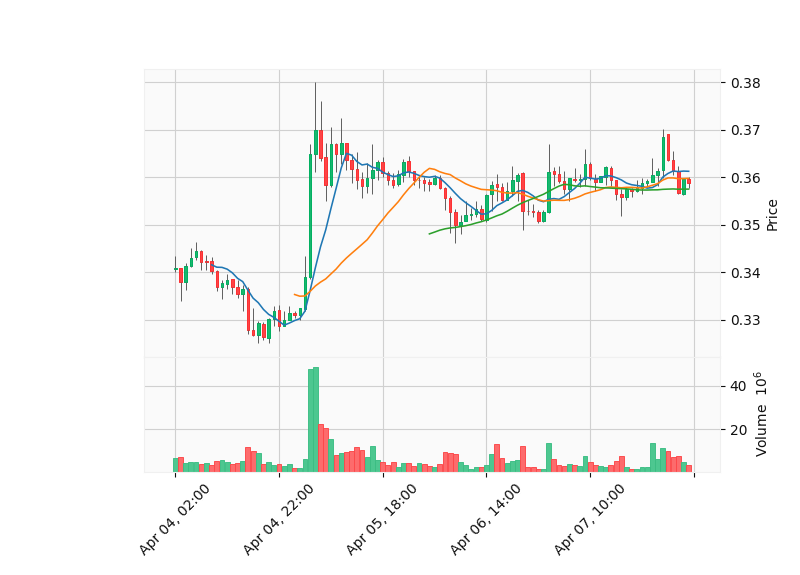 0.38
0.37
0.36
0.35
0.34
0.33
Price
40
20
Volume 10^6
Apr 04, 02:00
Apr 04, 22:00
Apr 05, 18:00
Apr 06, 14:00
Apr 07, 10:00